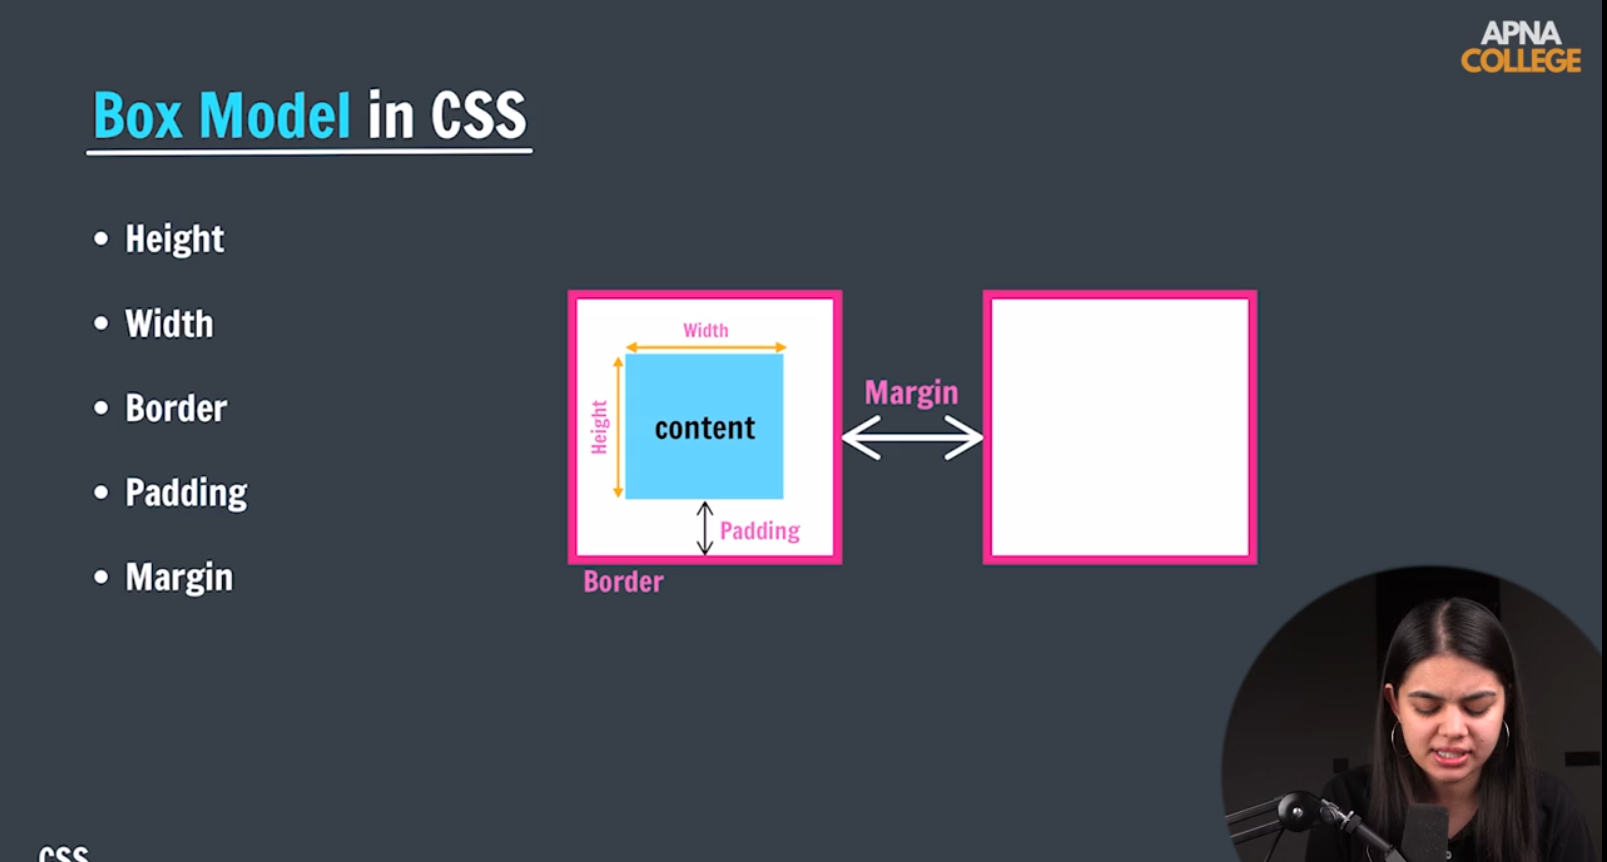 APNA
COLLEGE
Box Model in CSS
• Height
• Width
• Border
• Padding
• Margin
Width
Height
content
Padding
Border
Margin
CSS